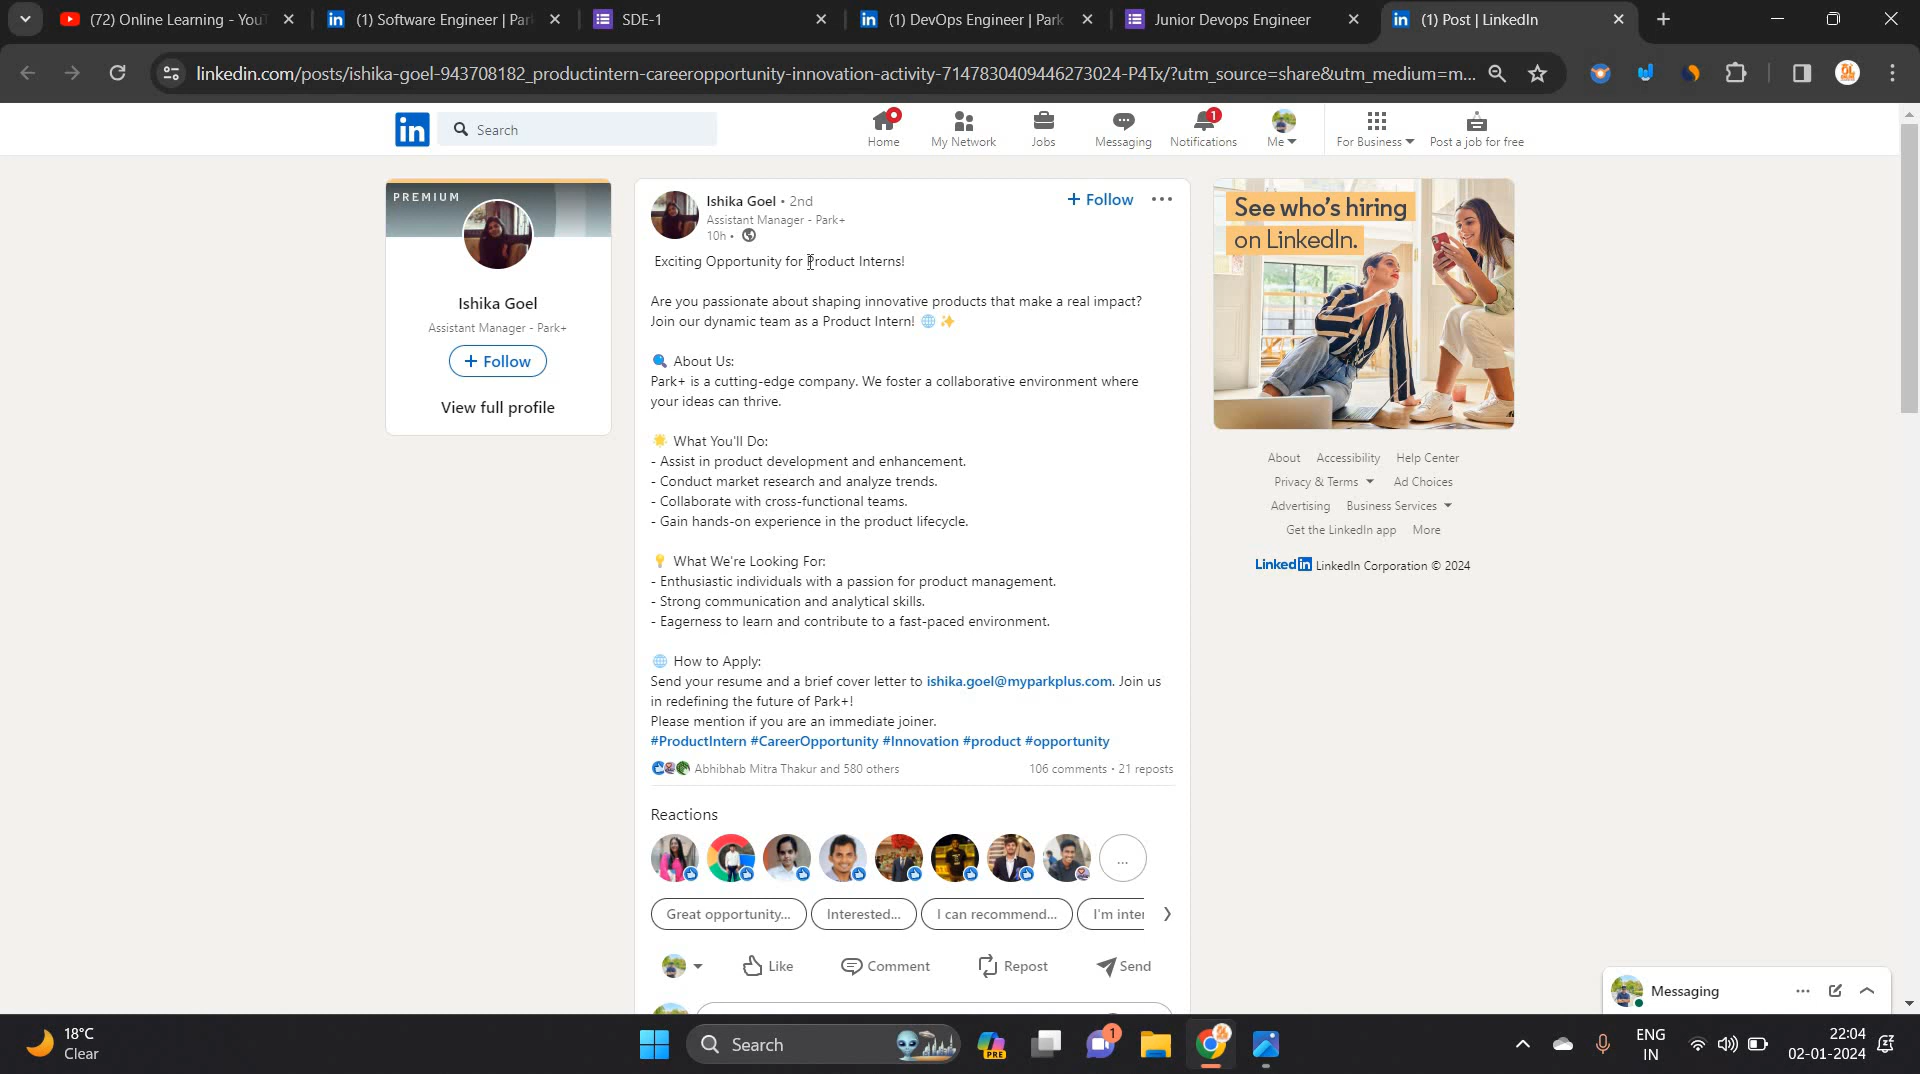 (72) Online Learning - YouT
(1) Software Engineer | Park
SDE-1
(1) DevOps Engineer | Park
Junior Devops Engineer
(1) Post | LinkedIn
linkedin.com/posts/ishika-goel-943708182_productintern-careeropportunity-innovation-activity-7147830409446273024-P4Tx/?utm_source=share&utm_medium=m...
in
Search
Home
My Network
Jobs
Messaging
1
Notifications
Me
For Business
Post a job for free
PREMIUM
Ishika Goel
Assistant Manager - Park+
+ Follow
View full profile
Ishika Goel • 2nd
Assistant Manager - Park+
10h •
+ Follow
Exciting Opportunity for Product Interns!
Are you passionate about shaping innovative products that make a real impact?
Join our dynamic team as a Product Intern! 🌐 ✨
🔍 About Us:
Park+ is a cutting-edge company. We foster a collaborative environment where
your ideas can thrive.
🌟 What You'll Do:
- Assist in product development and enhancement.
- Conduct market research and analyze trends.
- Collaborate with cross-functional teams.
- Gain hands-on experience in the product lifecycle.
💡 What We're Looking For:
- Enthusiastic individuals with a passion for product management.
- Strong communication and analytical skills.
- Eagerness to learn and contribute to a fast-paced environment.
🌐 How to Apply:
Send your resume and a brief cover letter to ishika.goel@myparkplus.com. Join us
in redefining the future of Park+!
Please mention if you are an immediate joiner.
#ProductIntern #CareerOpportunity #Innovation #product #opportunity
Abhibhab Mitra Thakur and 580 others
106 comments • 21 reposts
Reactions
...
Great opportunity...
Interested...
I can recommend...
I'm inter
Like
Comment
Repost
Send
See who's hiring
on LinkedIn.
About Accessibility Help Center
Privacy & Terms Ad Choices
Advertising Business Services
Get the LinkedIn app More
LinkedIn LinkedIn Corporation © 2024
Messaging
18°C
Clear
Search
PRE
1
ENG
IN
22:04
02-01-2024